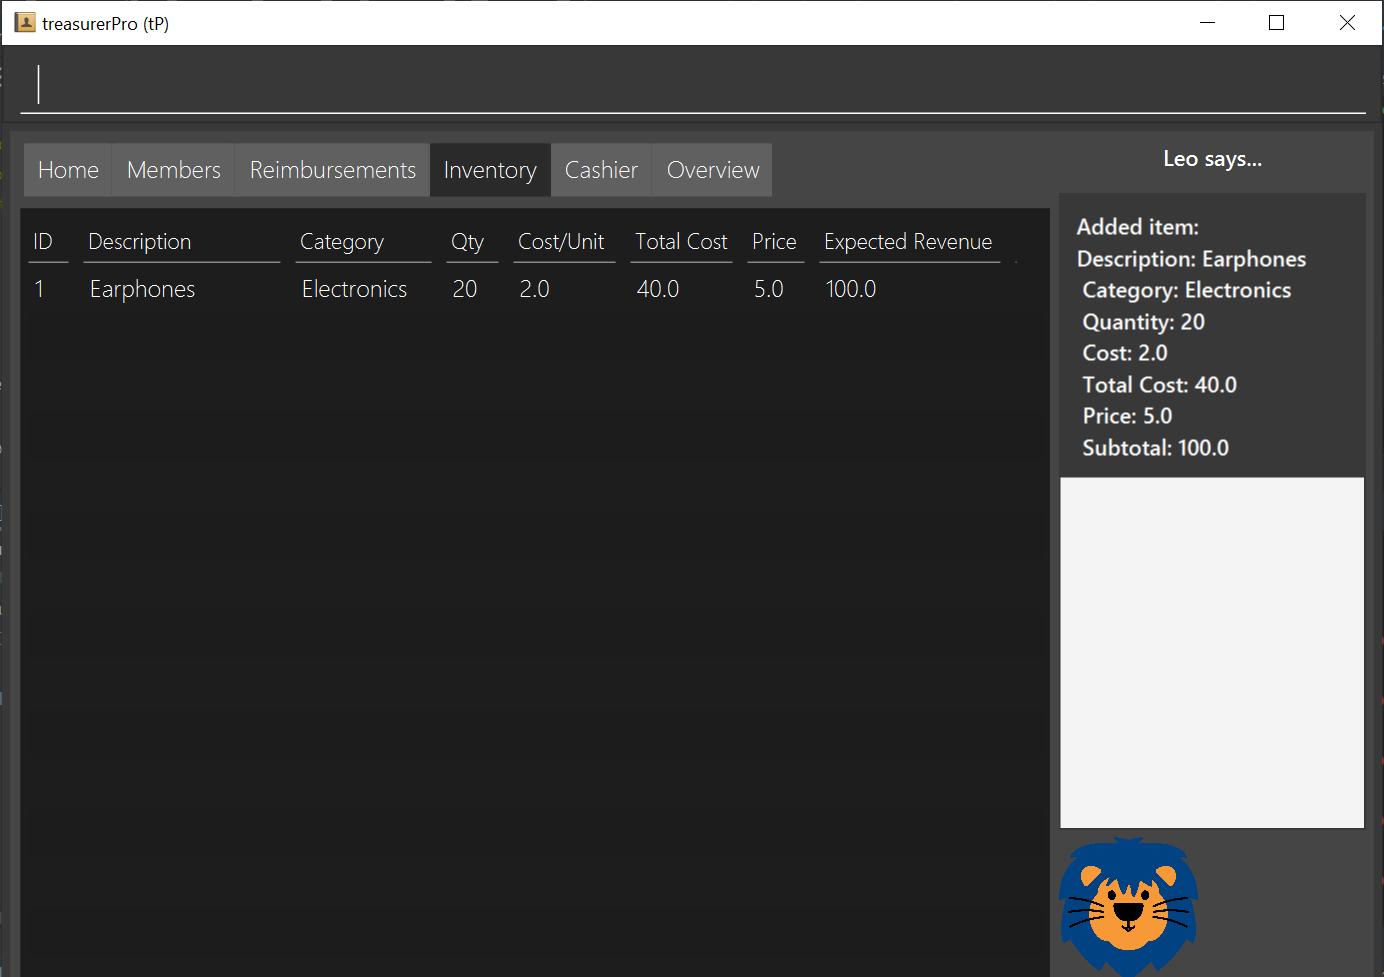 treasurerPro (tP)
Home Members Reimbursements Inventory Cashier Overview
Leo says...
ID Description Category Qty Cost/Unit Total Cost Price Expected Revenue
1 Earphones Electronics 20 2.0 40.0 5.0 100.0
Added item:
Description: Earphones
Category: Electronics
Quantity: 20
Cost: 2.0
Total Cost: 40.0
Price: 5.0
Subtotal: 100.0